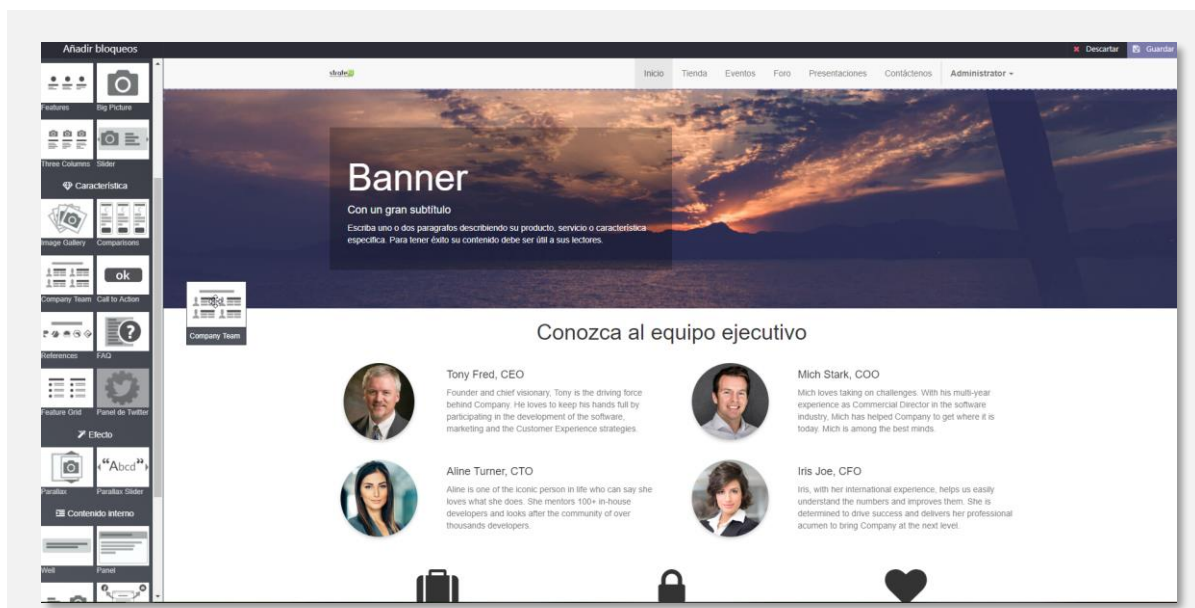 Añadir bloqueos
Descartar
Guardar
Features
Big Picture
Three Columns
Slider
Característica
Image Gallery
Comparisons
Company Team
ok
Call to Action
References
FAQ
Feature Grid
Panel de Twitter
Efecto
Parallax
"Abcd"
Parallax Slider
Contenido interno
Well
Panel
Inicio
Tienda
Eventos
Foro
Presentaciones
Contáctenos
Administrator
Banner
Con un gran subtítulo
Escriba uno o dos paragrafos describiendo su producto, servicio o característica
especifica. Para tener éxito su contenido debe ser útil a sus lectores.
Company Team
Conozca al equipo ejecutivo
Tony Fred, CEO
Founder and chief visionary, Tony is the driving force
behind Company. He loves to keep his hands full by
participating in the development of the software,
marketing and the Customer Experience strategies.
Mich Stark, COO
Mich loves taking on challenges. With his multi-year
experience as Commercial Director in the software
industry, Mich has helped Company to get where it is
today. Mich is among the best minds.
Aline Turner, CTO
Aline is one of the iconic person in life who can say she
loves what she does. She mentors 100+ in-house
developers and looks after the community of over
thousands developers.
Iris Joe, CFO
Iris, with her international experience, helps us easily
understand the numbers and improves them. She is
determined to drive success and delivers her professional
acumen to bring Company at the next level.